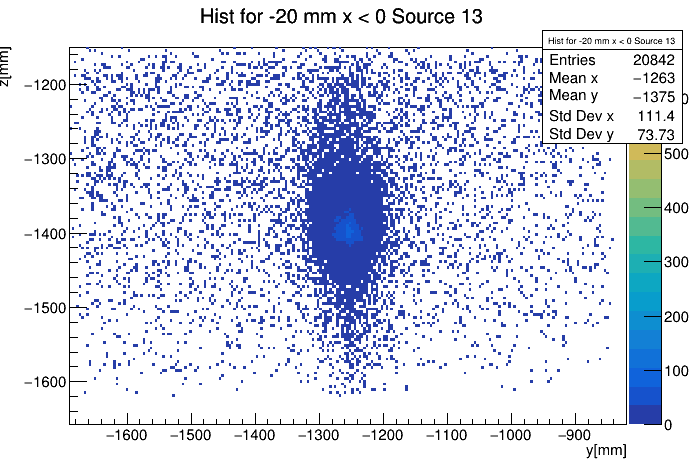 Hist for -20 mm x < 0 Source 13
z[mm]
Hist for -20 mm x < 0 Source 13
Entries 20842
Mean x −1263
Mean y −1375
Std Dev x 111.4
Std Dev y 73.73
−1200
−1300
−1400
−1500
−1600
0
500
400
300
200
100
0
−1600 −1500 −1400 −1300 −1200 −1100 −1000 −900
y[mm]